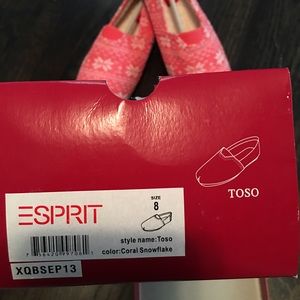 TOSO
ESPRIT
SIZE
8
style name:Toso
color:Coral Snowflake
XQBSEP13